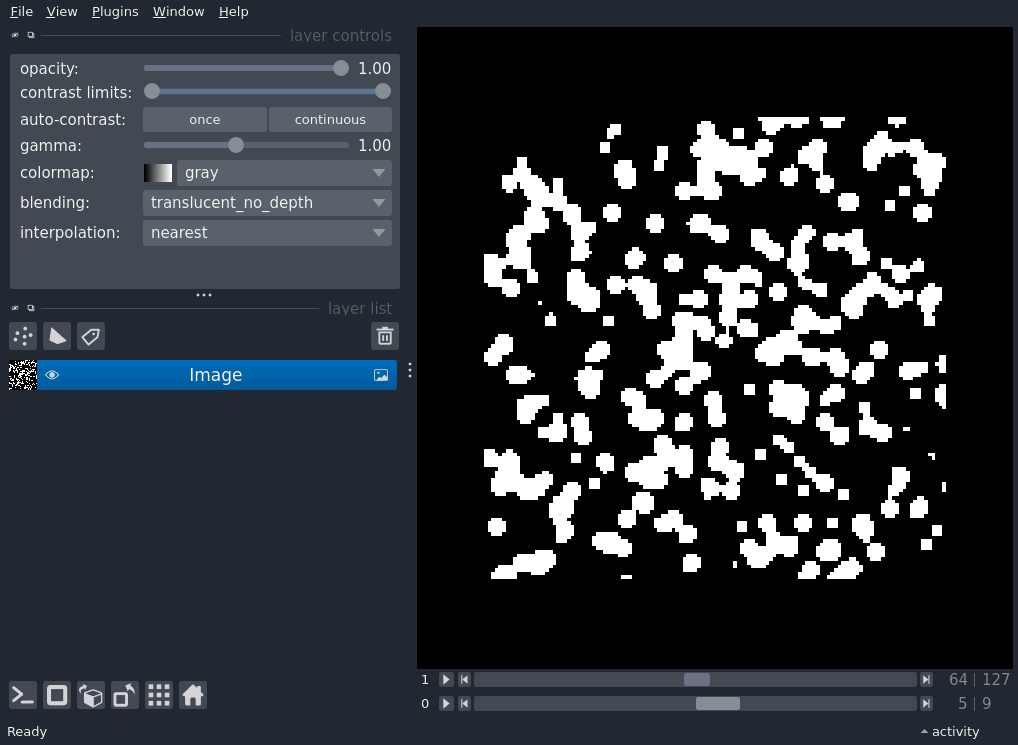 File View Plugins Window Help
layer controls
opacity: 1.00
contrast limits:
auto-contrast: once continuous
gamma: 1.00
colormap: gray
blending: translucent_no_depth
interpolation: nearest
layer list
Image
1 64 | 127
0 5 | 9
Ready activity